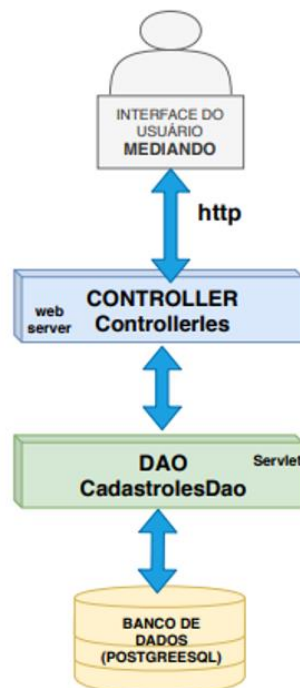 INTERFACE DO
USUÁRIO
MEDIANDO
http
CONTROLLER
web
server
Controllerles
DAO
Servlet
CadastrolesDao
BANCO DE
DADOS
(POSTGREESQL)